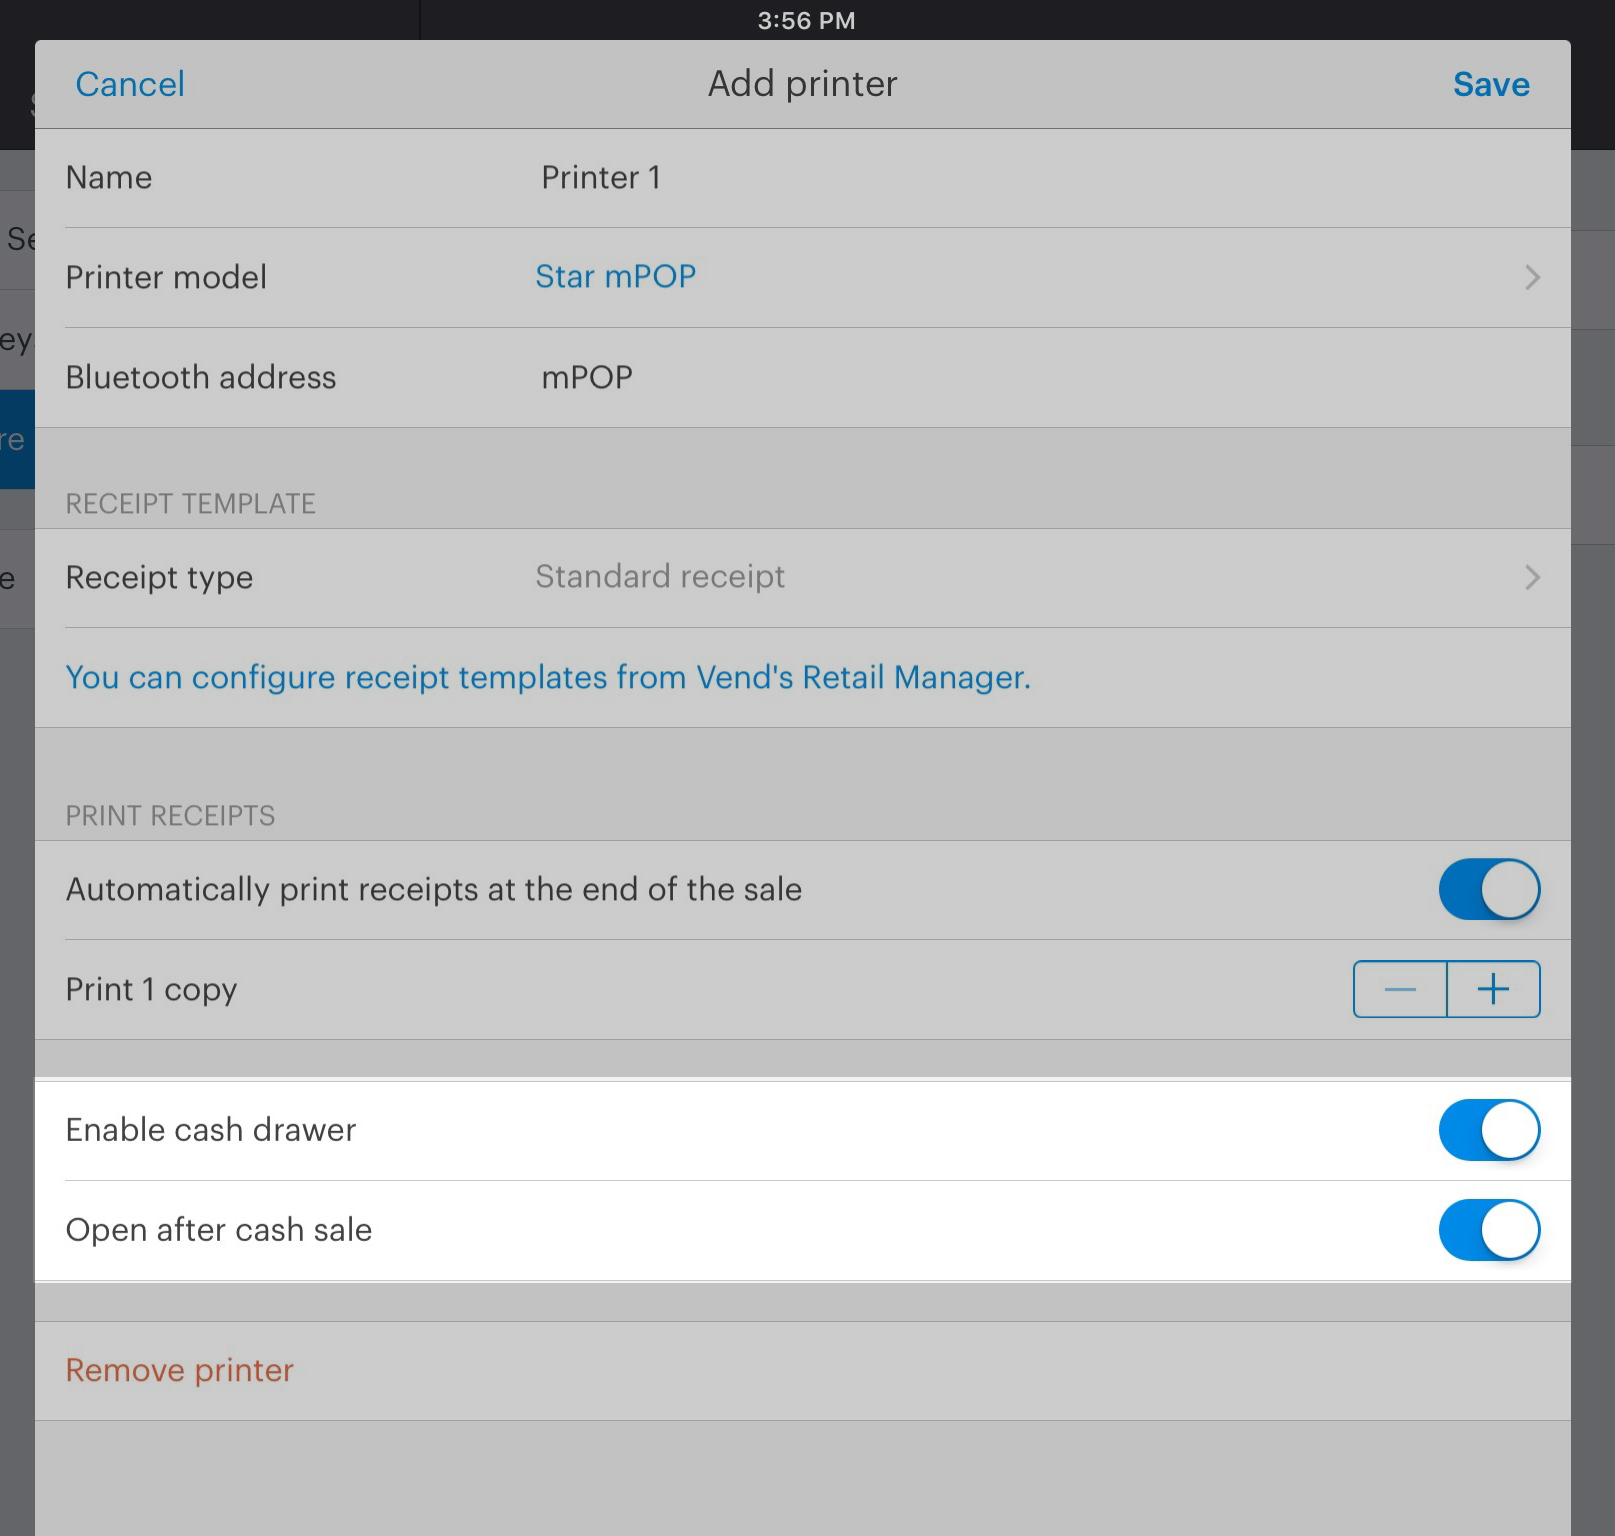 3:56 PM
Cancel
Add printer
Save
Name
Printer 1
Printer model
Star mPOP
Bluetooth address
mPOP
RECEIPT TEMPLATE
Receipt type
Standard receipt
You can configure receipt templates from Vend's Retail Manager.
PRINT RECEIPTS
Automatically print receipts at the end of the sale
Print 1 copy
Enable cash drawer
Open after cash sale
Remove printer